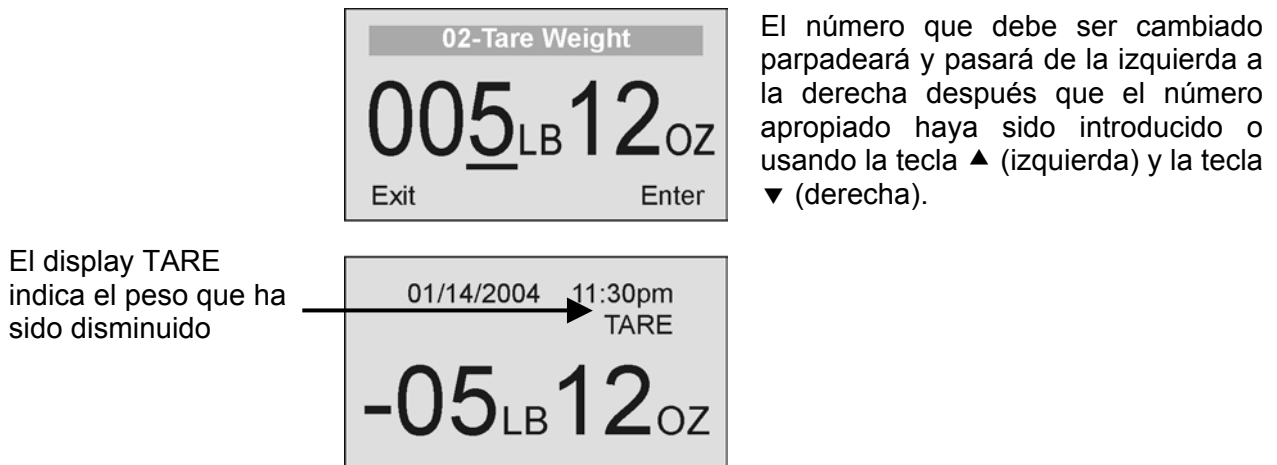 02-Tare Weight
005LB12OZ
Exit Enter
El número que debe ser cambiado
parpadeará y pasará de la izquierda a
la derecha después que el número
apropiado haya sido introducido o
usando la tecla ▲ (izquierda) y la tecla
▼ (derecha).
El display TARE
indica el peso que ha
sido disminuido
01/14/2004 11:30pm
TARE
-05LB12OZ